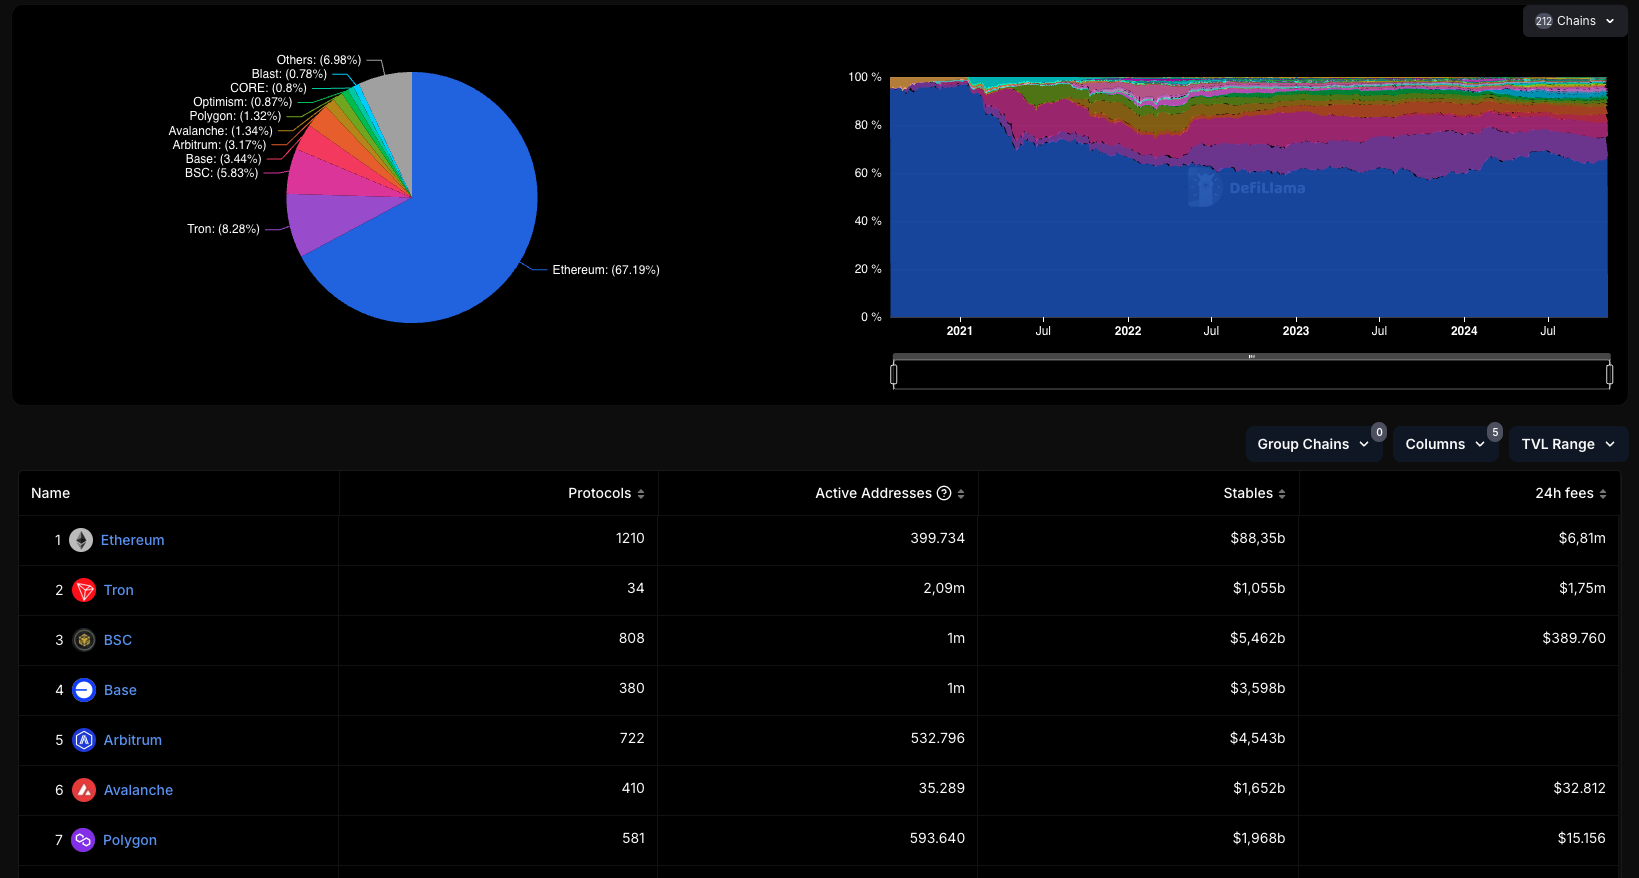 212 Chains
Others: (6.98%)
Blast: (0.78%)
CORE: (0.8%)
Optimism: (0.87%)
Polygon: (1.32%)
Avalanche: (1.34%)
Arbitrum: (3.17%)
Base: (3.44%)
BSC: (5.83%)
Tron: (8.28%)
Ethereum: (67.19%)
100 %
80 %
60 %
40 %
20 %
0 %
DefiLlama
2021 Jul 2022 Jul 2023 Jul 2024 Jul
Group Chains 0 Columns 5 TVL Range
Name Protocols Active Addresses ? Stables 24h fees
1 Ethereum 1210 399.734 $88,35b $6,81m
2 Tron 34 2,09m $1,055b $1,75m
3 BSC 808 1m $5,462b $389.760
4 Base 380 1m $3,598b
5 Arbitrum 722 532.796 $4,543b
6 Avalanche 410 35.289 $1,652b $32.812
7 Polygon 581 593.640 $1,968b $15.156